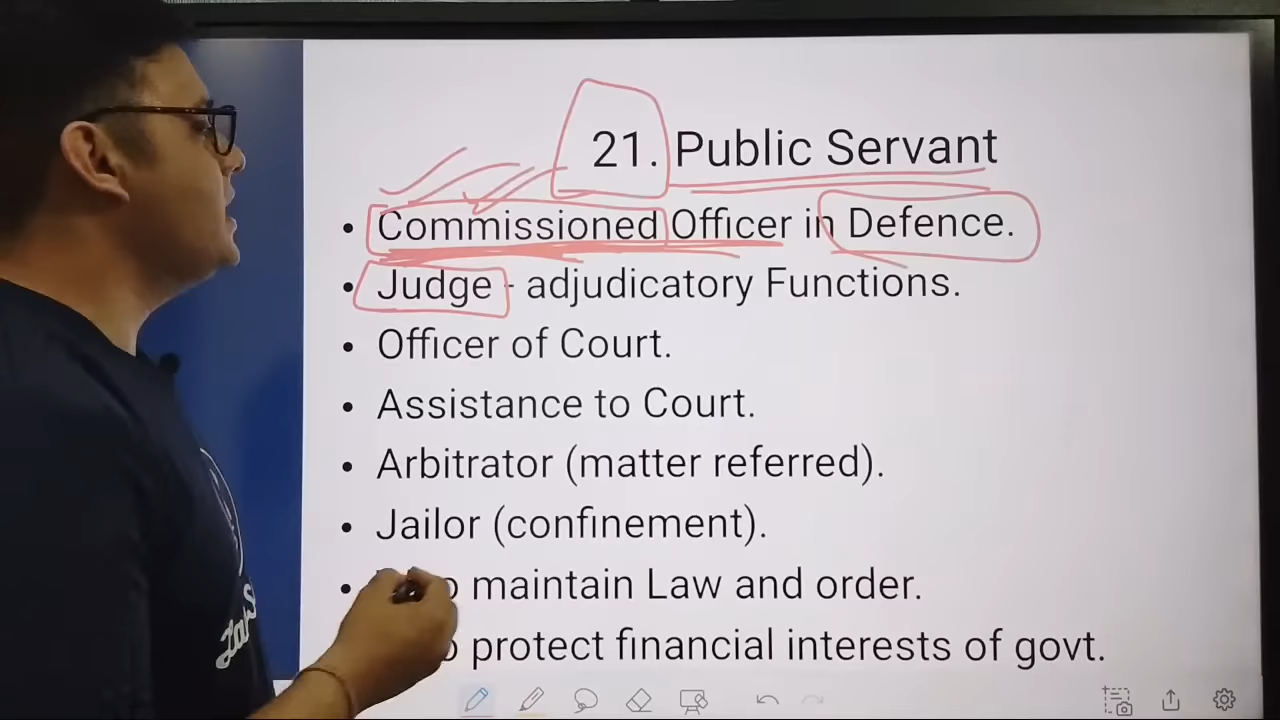 21. Public Servant
• Commissioned Officer in Defence.
• Judge - adjudicatory Functions.
• Officer of Court.
• Assistance to Court.
• Arbitrator (matter referred).
• Jailor (confinement).
• maintain Law and order.
protect financial interests of govt.